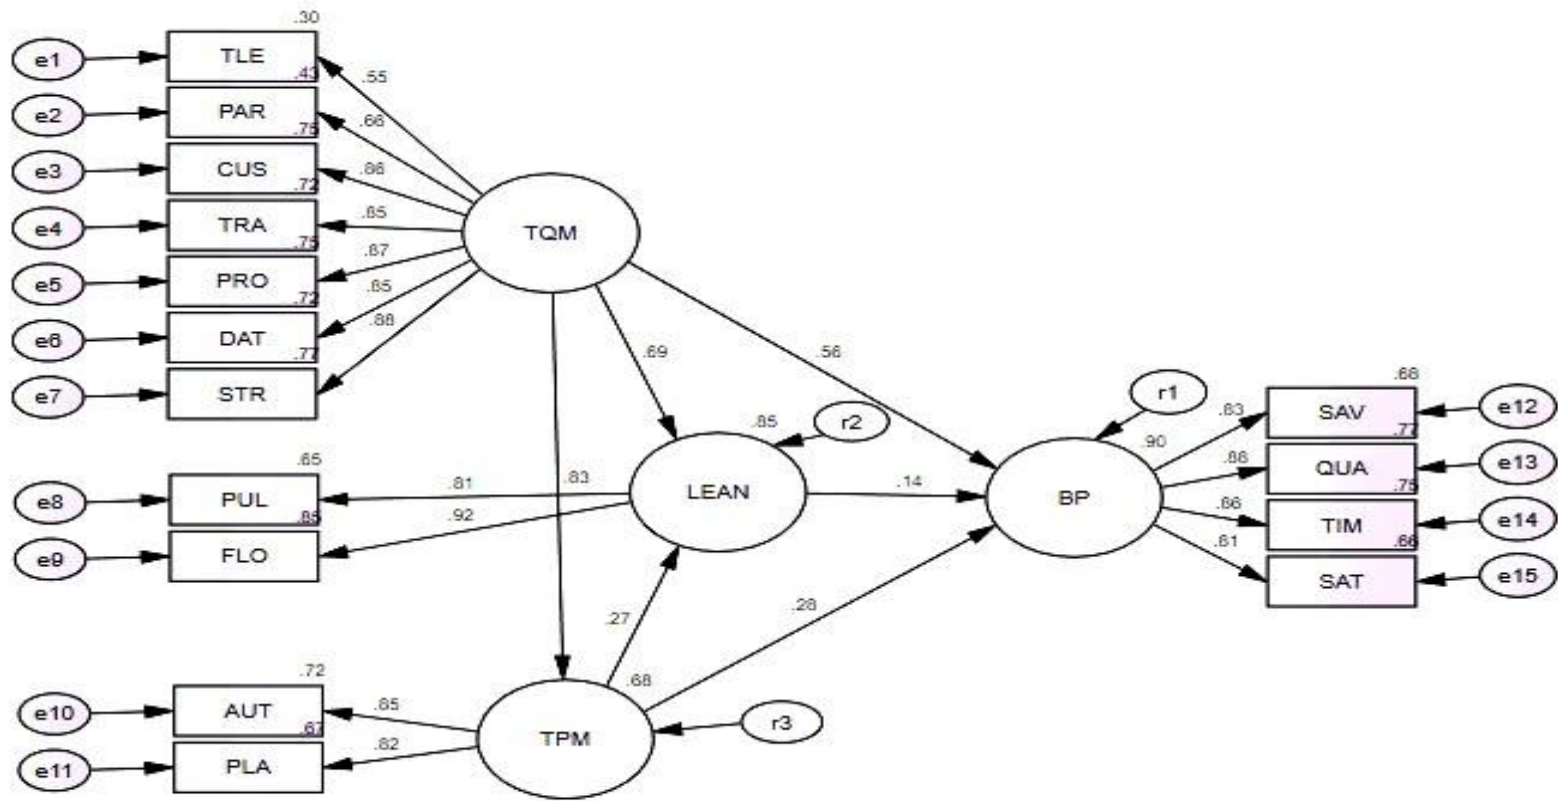 .30
e1 TLE .43 .55
e2 PAR .75 .66
e3 CUS .72 .86
e4 TRA .75 .85
TQM
e5 PRO .72 .87
e6 DAT .77 .85
e7 STR .88
.69 .56
r1
.68
SAV .77 .83 e12
.85 r2
.90
.65
e8 PUL .85 .81 .83
LEAN .14 BP
.88 QUA .75 e13
e9 FLO .92
.86 TIM .66 e14
.81 SAT e15
.27 .28
.72 .68
e10 AUT .67 .85
TPM r3
e11 PLA .82